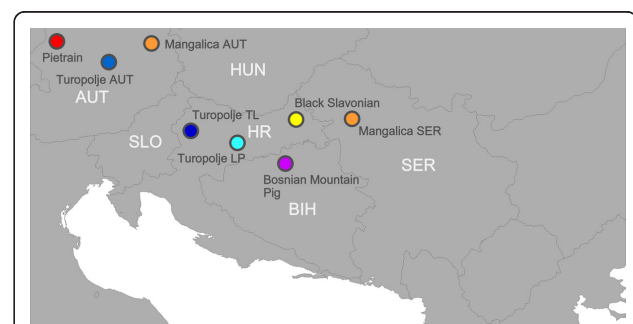 Pietrain
Mangalica AUT
Turopolje AUT
HUN
AUT
Black Slavonian
Turopolje TL
HR
Mangalica SER
SLO
Turopolje LP
SER
Bosnian Mountain
Pig
BIH